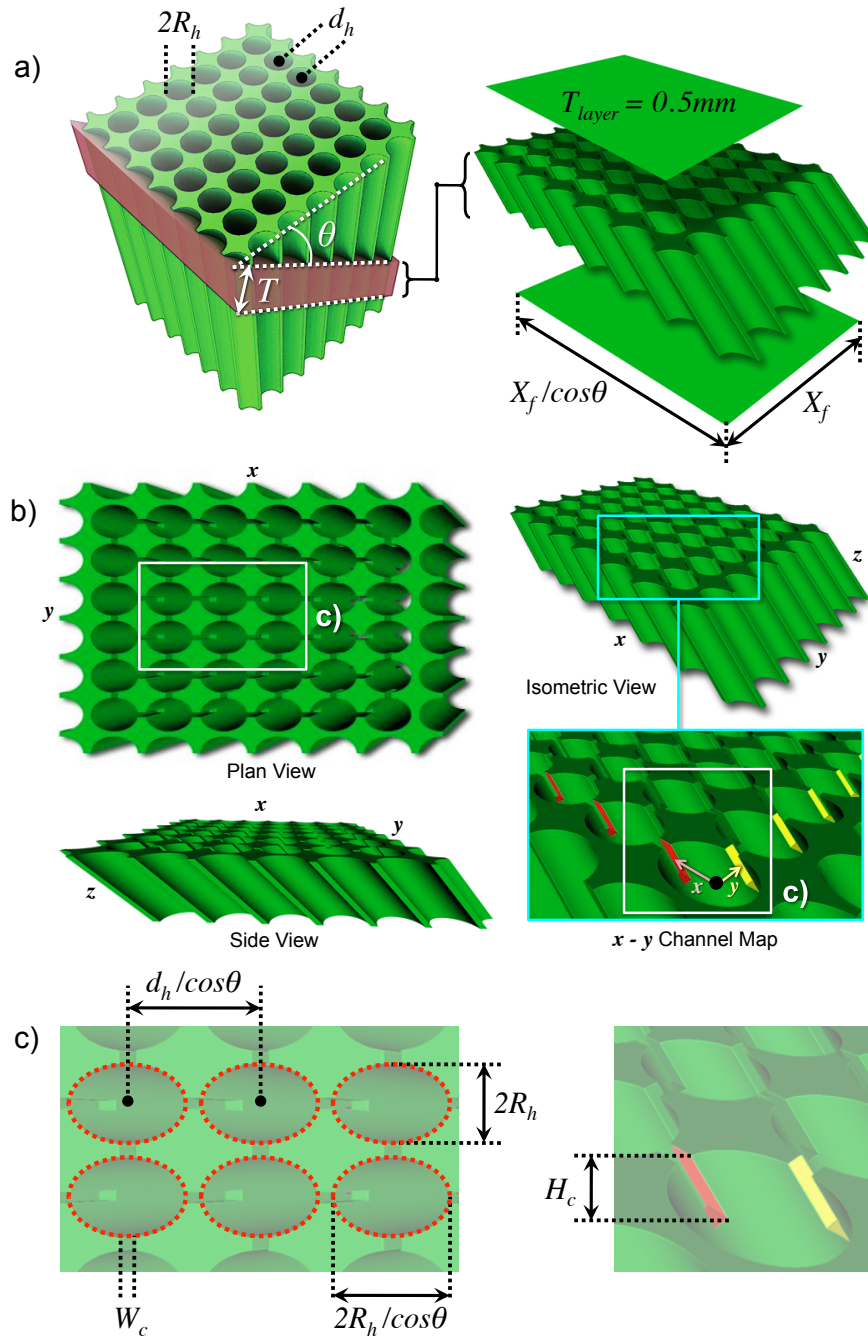 a)
2R_h
d_h
θ
T
T_layer = 0.5mm
X_f /cosθ
X_f
b)
x
y
c)
Plan View
x
y
z
Side View
x
y
z
Isometric View
x
y
c)
x - y Channel Map
c)
d_h /cosθ
2R_h
W_c
2R_h /cosθ
H_c